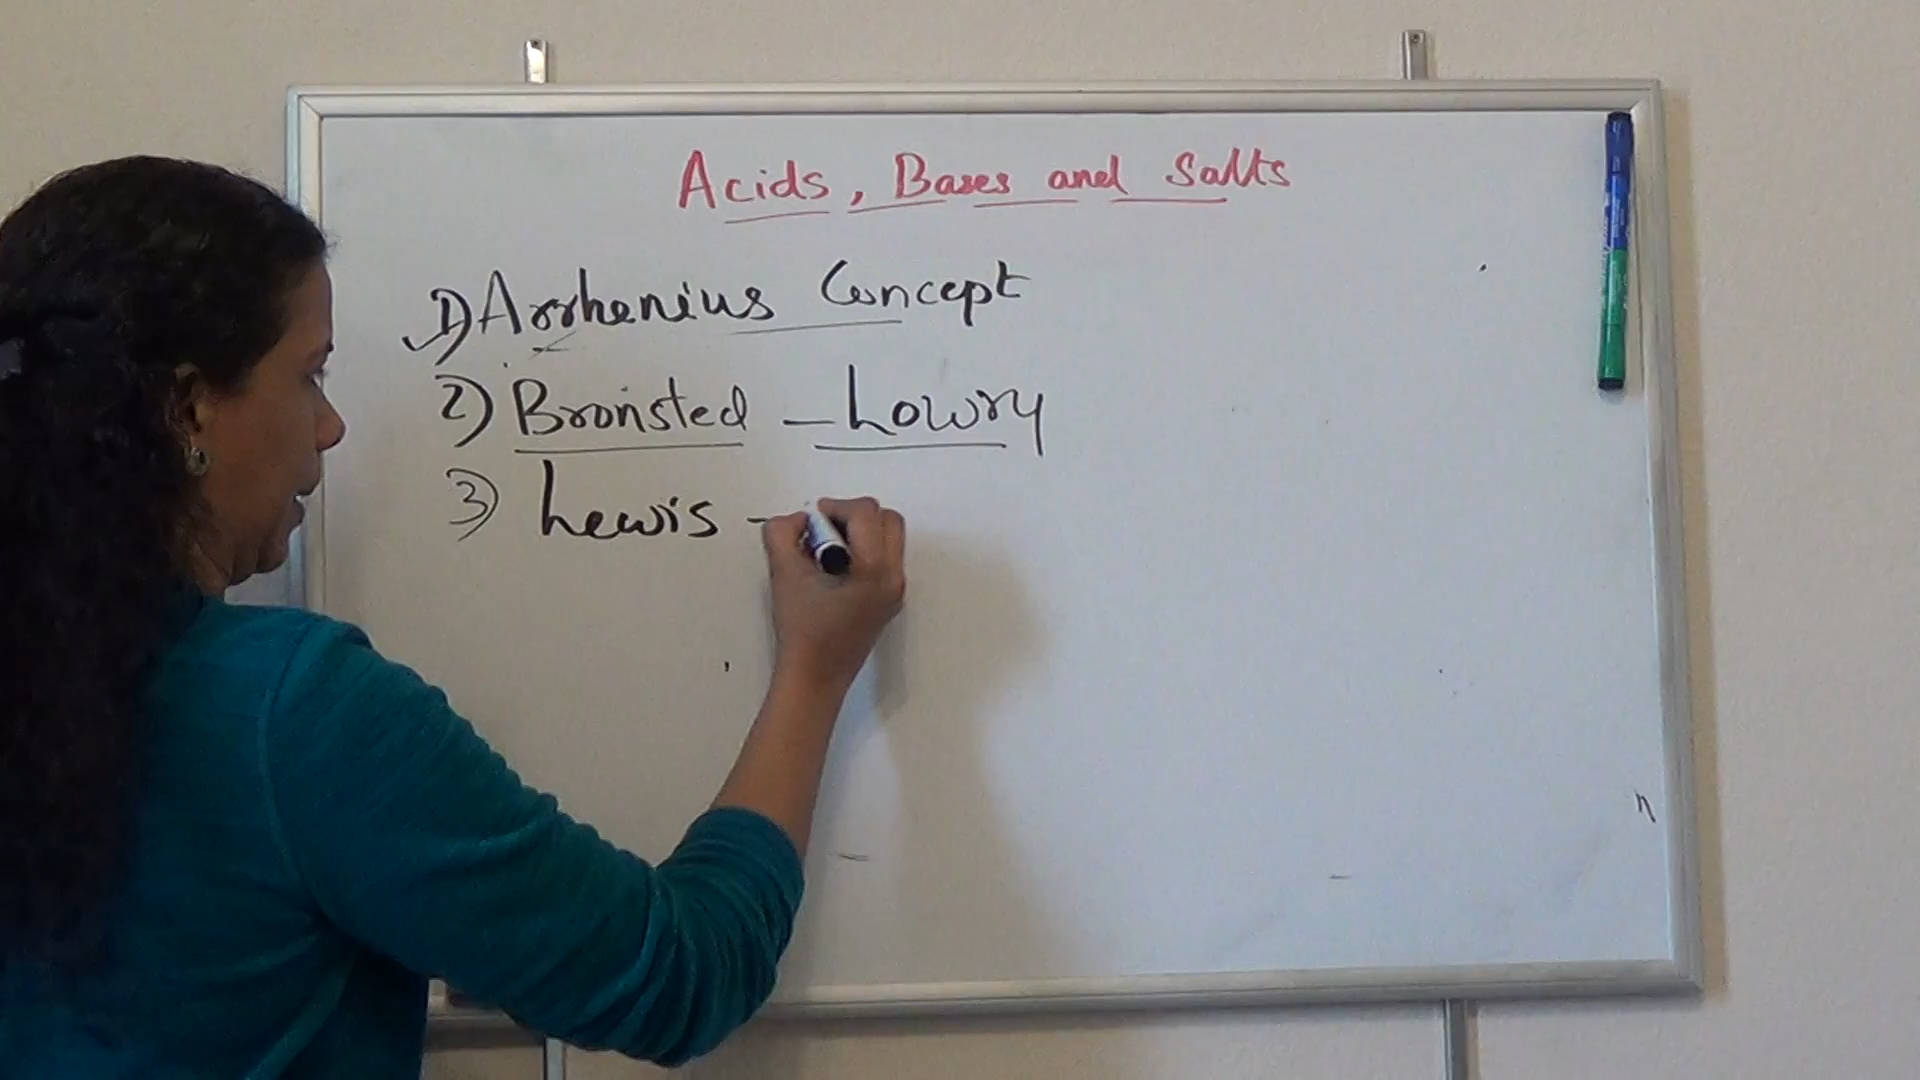 Acids, Bases and Salts
1) Arrhenius Concept
2) Bronsted - Lowry
3) Lewis -
n